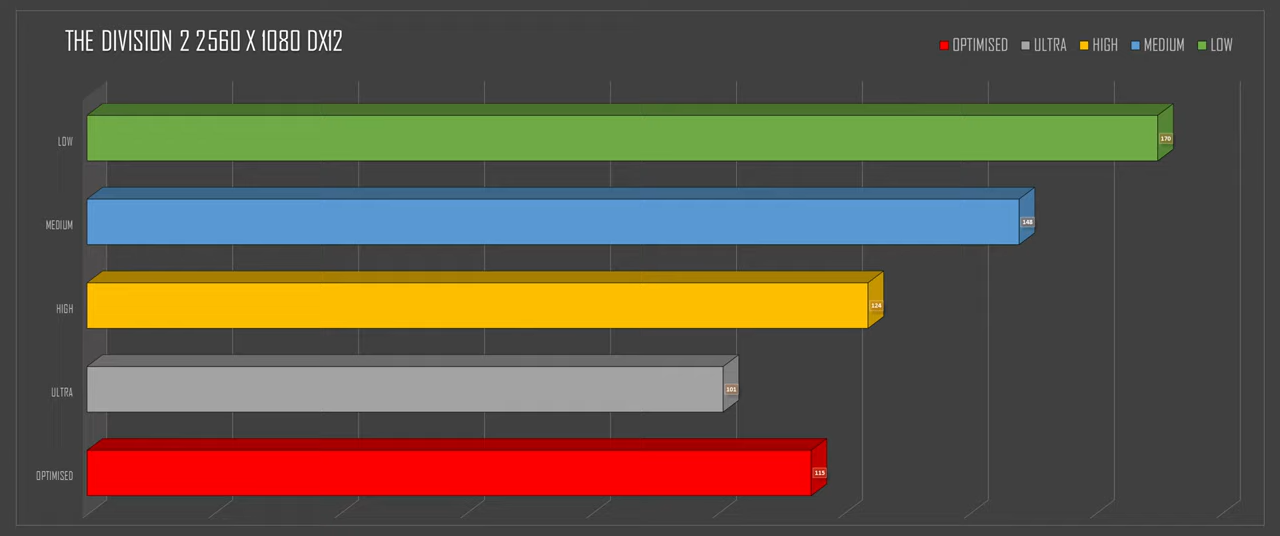 THE DIVISION 2 2560 X 1080 DX12
OPTIMISED ULTRA HIGH MEDIUM LOW
LOW 170
MEDIUM 148
HIGH 124
ULTRA 101
OPTIMISED 115